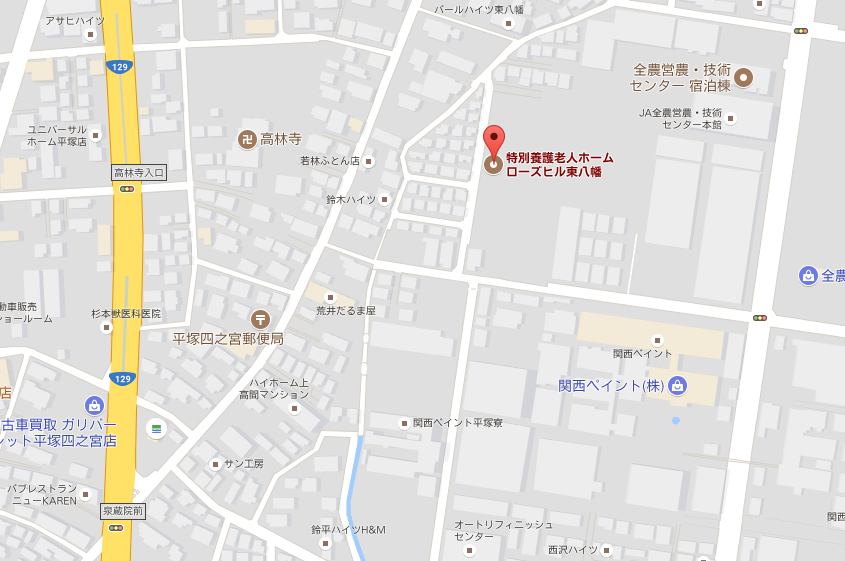 アサヒハイツ
パールハイツ東八幡
129
全農営農・技術
センター 宿泊棟
JA全農営農・技術
センター本館
ユニバーサル
ホーム平塚店
卍
高林寺
若林ふとん店
特別養護老人ホーム
ローズヒル東八幡
高林寺入口
鈴木ハイツ
全農
動車販売
ショールーム
杉本獣医科医院
荒井だるま屋
〒
平塚四之宮郵便局
関西ペイント
129
ハイホーム上
高間マンション
関西ペイント(株)
店
古車買取 ガリバー
レット平塚四之宮店
関西ペイント平塚寮
サン工房
パブレストラン
ニューKAREN
泉蔵院前
鈴平ハイツH&M
オートリフィニッシュ
センター
西沢ハイツ
関西